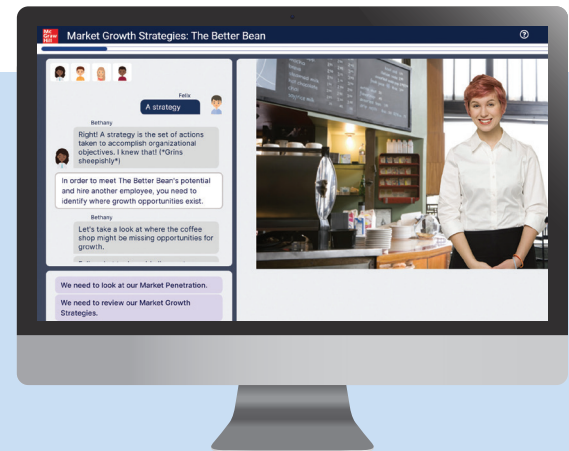 Mc
Graw
Hill
Market Growth Strategies: The Better Bean
?
Felix
A strategy
Bethany
Right! A strategy is the set of actions
taken to accomplish organizational
objectives. I knew that! (*Grins
sheepishly*)
In order to meet The Better Bean's potential
and hire another employee, you need to
identify where growth opportunities exist.
Bethany
Let's take a look at where the coffee
shop might be missing opportunities for
growth.
We need to look at our Market Penetration.
We need to review our Market Growth
Strategies.